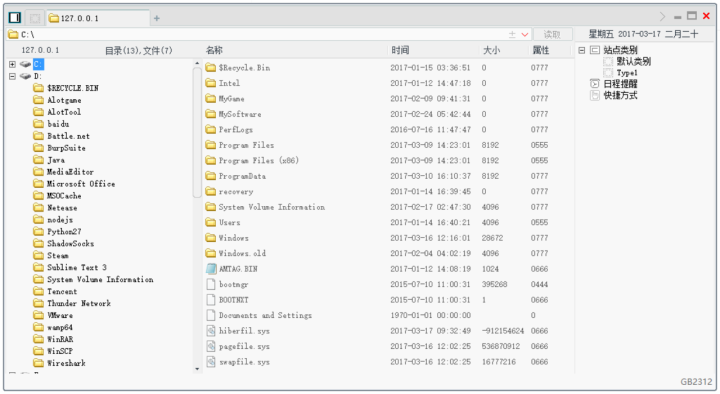 127.0.0.1
C:\
读取
星期五 2017-03-17 二月二十
127.0.0.1 目录(13),文件(7)
名称 时间 大小 属性
C:
D:
$RECYCLE.BIN
Alotgame
AlotTool
baidu
Battle.net
BurpSuite
Java
MediaEditor
Microsoft Office
MSOCache
Netease
nodejs
Python27
ShadowSocks
Steam
Sublime Text 3
System Volume Information
Tencent
Thunder Network
VMware
wamp64
WinRAR
WinSCP
Wireshark
$Recycle.Bin 2017-01-15 03:36:51 0 0777
Intel 2017-01-12 14:47:18 0 0777
MyGame 2017-02-09 09:41:31 0 0777
MySoftware 2017-02-24 05:42:44 0 0777
PerfLogs 2016-07-16 11:47:47 0 0777
Program Files 2017-03-09 14:23:01 8192 0555
Program Files (x86) 2017-03-09 14:23:01 8192 0555
ProgramData 2017-03-10 16:10:37 8192 0777
recovery 2017-01-14 16:39:45 0 0777
System Volume Information 2017-02-17 02:47:30 4096 0777
Users 2017-01-14 16:40:21 4096 0555
Windows 2017-03-16 12:16:01 28672 0777
Windows.old 2017-02-04 04:02:19 4096 0777
AMTAG.BIN 2017-01-12 14:08:19 1024 0666
bootmgr 2015-07-10 11:00:31 395268 0444
BOOTNXT 2015-07-10 11:00:31 1 0666
Documents and Settings 1970-01-01 00:00:00 0
hiberfil.sys 2017-03-17 09:32:49 -912154624 0666
pagefile.sys 2017-03-16 12:02:25 536870912 0666
swapfile.sys 2017-03-16 12:02:25 16777216 0666
站点类别
默认类别
Type1
日程提醒
快捷方式
GB2312